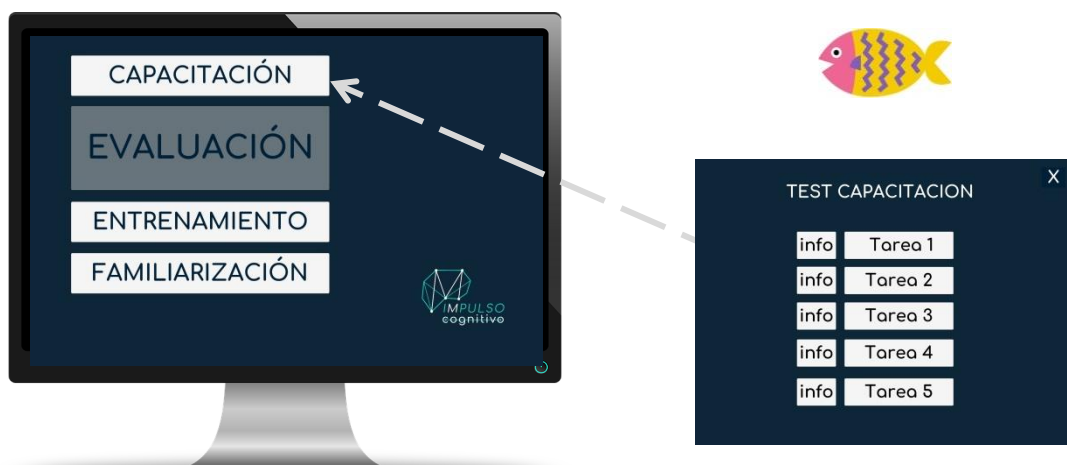 CAPACITACIÓN
EVALUACIÓN
ENTRENAMIENTO
FAMILIARIZACIÓN
IMPULSO
cognitivo
X
TEST CAPACITACION
info Tarea 1
info Tarea 2
info Tarea 3
info Tarea 4
info Tarea 5